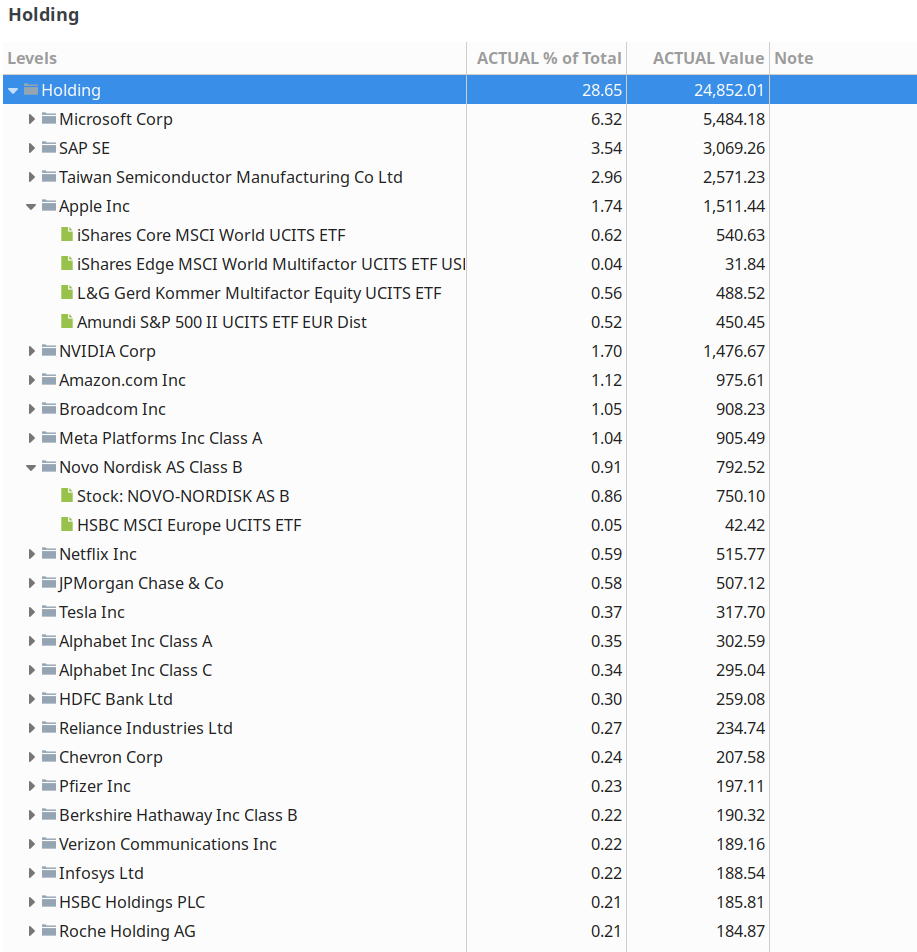 Holding
Levels ACTUAL % of Total ACTUAL Value Note
Holding 28.65 24,852.01
Microsoft Corp 6.32 5,484.18
SAP SE 3.54 3,069.26
Taiwan Semiconductor Manufacturing Co Ltd 2.96 2,571.23
Apple Inc 1.74 1,511.44
iShares Core MSCI World UCITS ETF 0.62 540.63
iShares Edge MSCI World Multifactor UCITS ETF USI 0.04 31.84
L&G Gerd Kommer Multifactor Equity UCITS ETF 0.56 488.52
Amundi S&P 500 II UCITS ETF EUR Dist 0.52 450.45
NVIDIA Corp 1.70 1,476.67
Amazon.com Inc 1.12 975.61
Broadcom Inc 1.05 908.23
Meta Platforms Inc Class A 1.04 905.49
Novo Nordisk AS Class B 0.91 792.52
Stock: NOVO-NORDISK AS B 0.86 750.10
HSBC MSCI Europe UCITS ETF 0.05 42.42
Netflix Inc 0.59 515.77
JPMorgan Chase & Co 0.58 507.12
Tesla Inc 0.37 317.70
Alphabet Inc Class A 0.35 302.59
Alphabet Inc Class C 0.34 295.04
HDFC Bank Ltd 0.30 259.08
Reliance Industries Ltd 0.27 234.74
Chevron Corp 0.24 207.58
Pfizer Inc 0.23 197.11
Berkshire Hathaway Inc Class B 0.22 190.32
Verizon Communications Inc 0.22 189.16
Infosys Ltd 0.22 188.54
HSBC Holdings PLC 0.21 185.81
Roche Holding AG 0.21 184.87